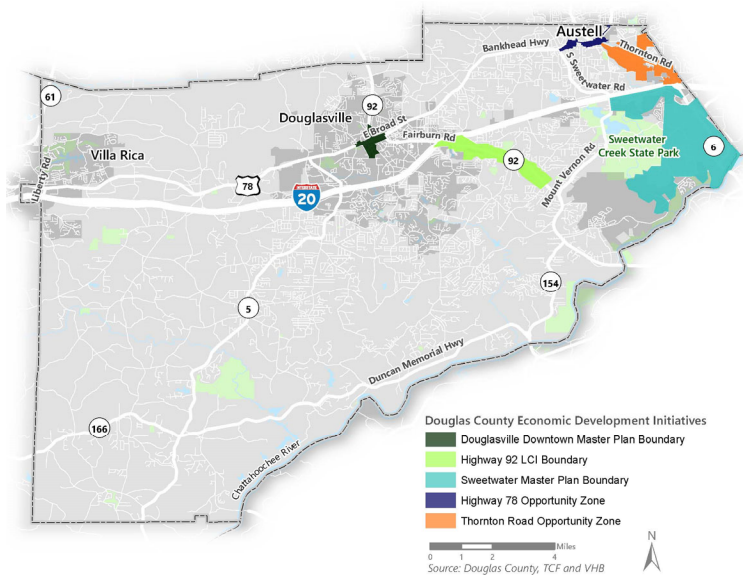 Austell
Bankhead Hwy
Thornton Rd
S Sweetwater Rd
61
92
Douglasville
E Broad St
Fairburn Rd
Sweetwater
Creek State Park
6
Villa Rica
Liberty Rd
92
Mount Vernon Rd
78
INTERSTATE
20
154
5
Duncan Memorial Hwy
166
Chattahoochee River
Douglas County Economic Development Initiatives
Douglasville Downtown Master Plan Boundary
Highway 92 LCI Boundary
Sweetwater Master Plan Boundary
Highway 78 Opportunity Zone
Thornton Road Opportunity Zone
N
Miles
0 1 2 4
Source: Douglas County, TCF and VHB